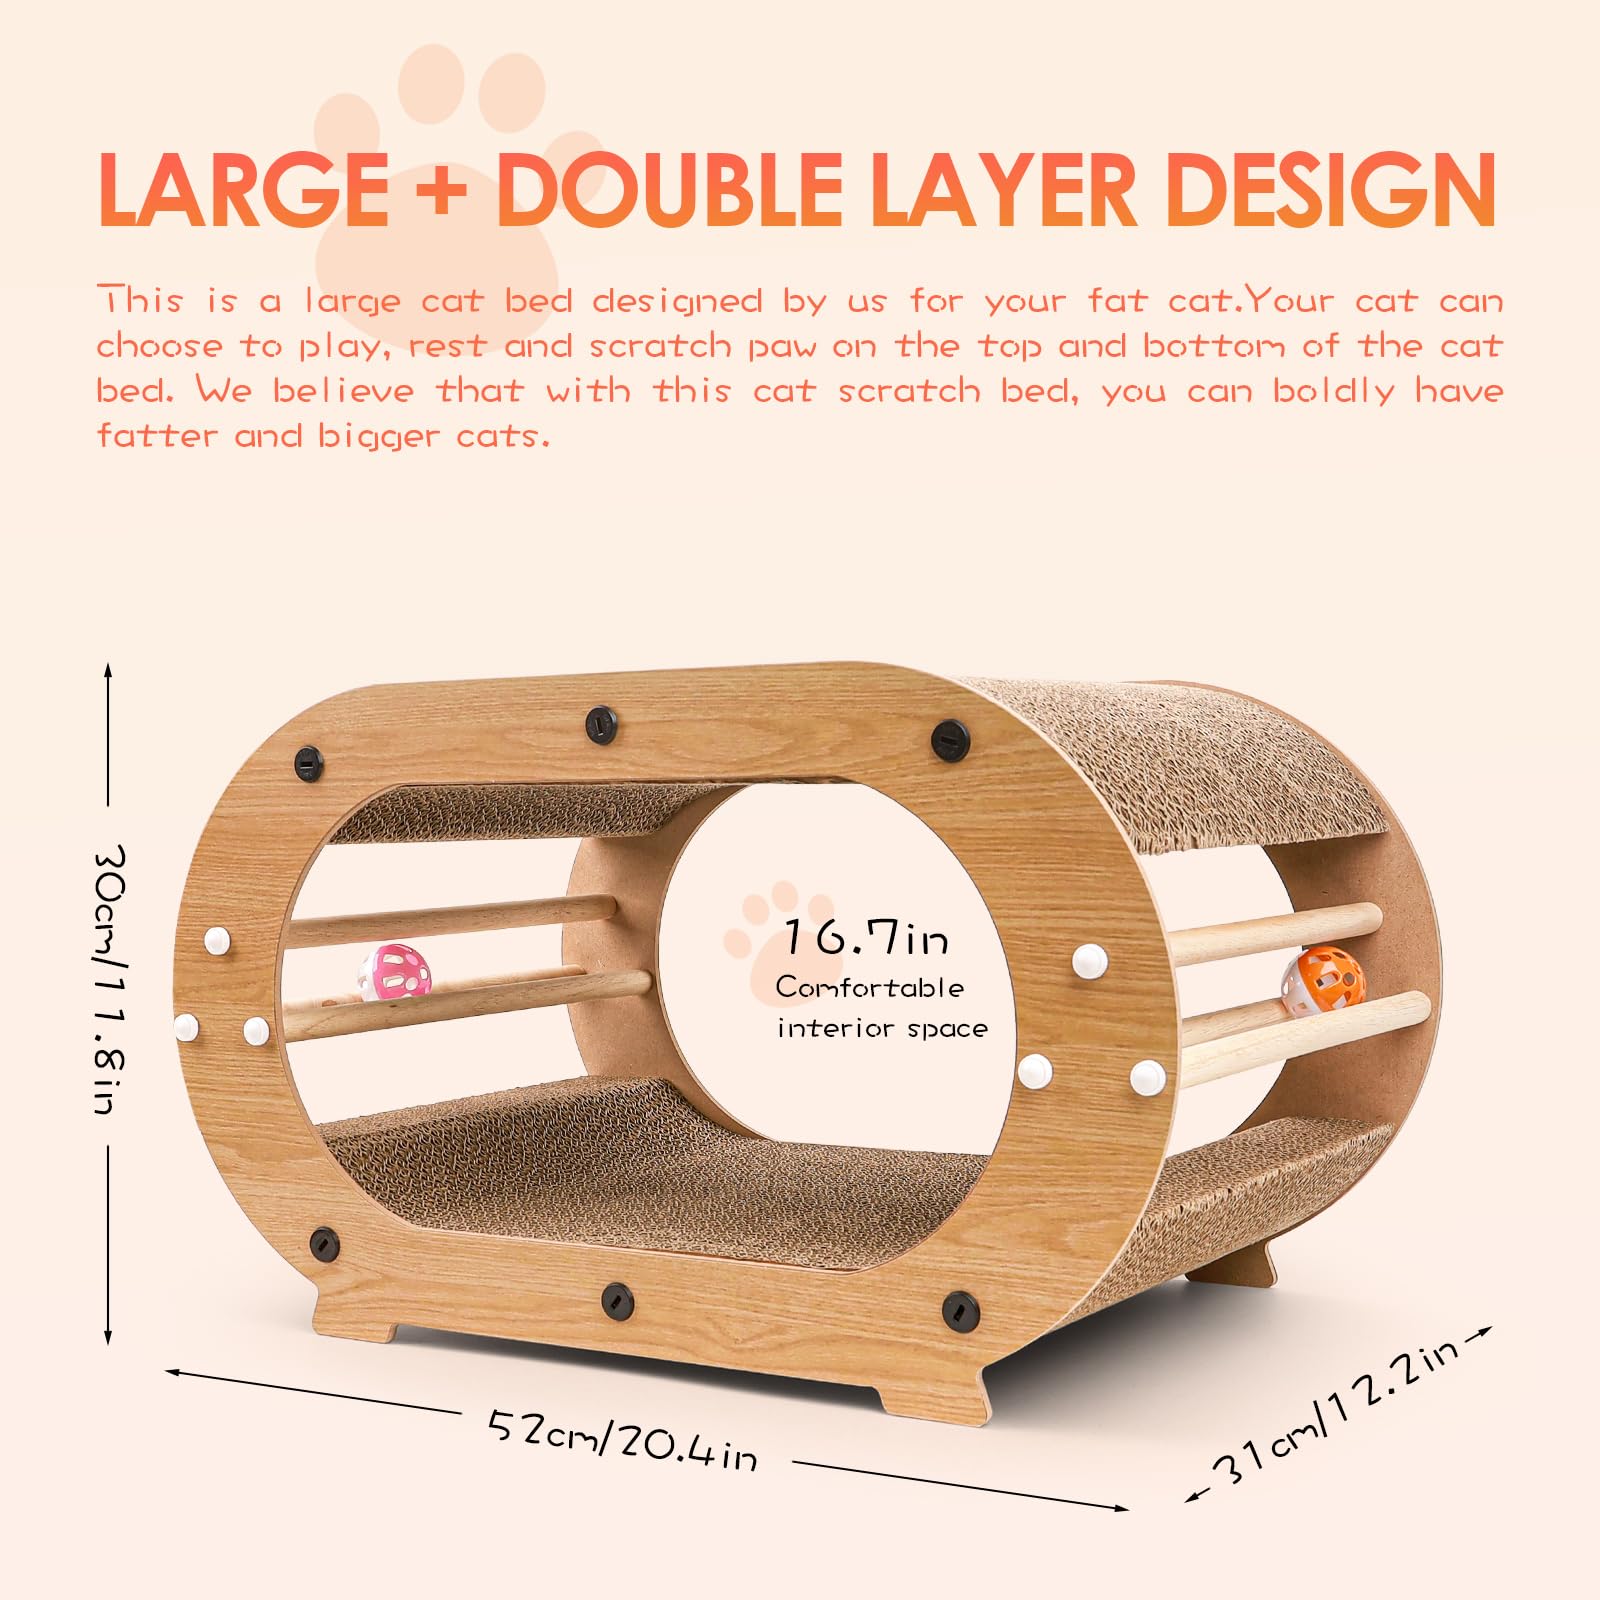 LARGE + DOUBLE LAYER DESIGN
This is a large cat bed designed by us for your fat cat.Your cat can
choose to play, rest and scratch paw on the top and bottom of the cat
bed. We believe that with this cat scratch bed, you can boldly have
fatter and bigger cats.
30cm/11.8in
16.7in
Comfortable
interior space
52cm/20.4in
31cm/12.2in